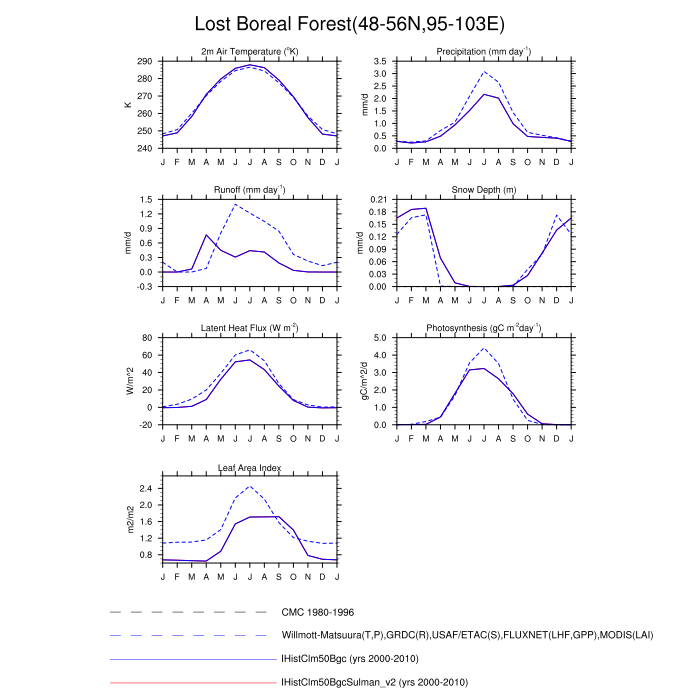 Lost Boreal Forest(48-56N,95-103E)
2m Air Temperature (°K)
290
280
270
260
250
240
K
J F M A M J J A S O N D J
Precipitation (mm day-1)
3.5
3.0
2.5
2.0
1.5
1.0
0.5
0.0
mm/d
J F M A M J J A S O N D J
Runoff (mm day-1)
1.5
1.2
0.9
0.6
0.3
0.0
-0.3
mm/d
J F M A M J J A S O N D J
Snow Depth (m)
0.21
0.18
0.15
0.12
0.09
0.06
0.03
0.00
mm/d
J F M A M J J A S O N D J
Latent Heat Flux (W m-2)
80
60
40
20
0
-20
W/m^2
J F M A M J J A S O N D J
Photosynthesis (gC m-2day-1)
5.0
4.0
3.0
2.0
1.0
0.0
gC/m^2/d
J F M A M J J A S O N D J
Leaf Area Index
2.4
2.0
1.6
1.2
0.8
m2/m2
J F M A M J J A S O N D J
CMC 1980-1996
Willmott-Matsuura(T,P),GRDC(R),USAF/ETAC(S),FLUXNET(LHF,GPP),MODIS(LAI)
IHistClm50Bgc (yrs 2000-2010)
IHistClm50BgcSulman_v2 (yrs 2000-2010)